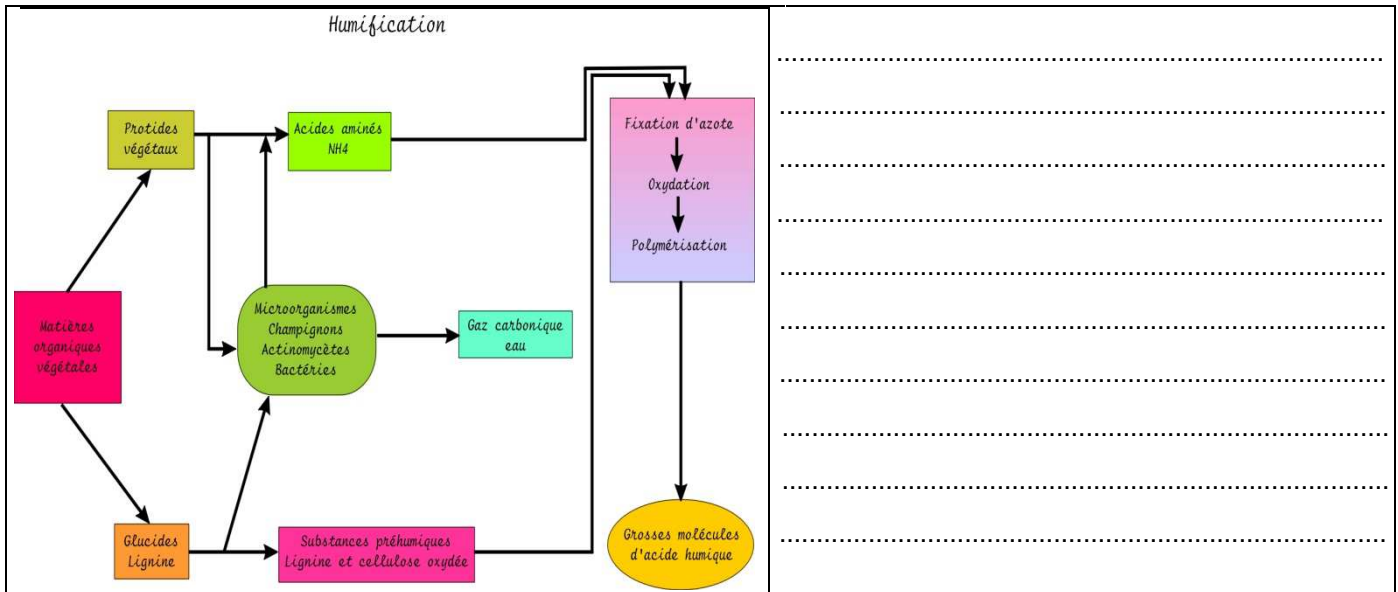 Humification
Protides
végétaux
Acides aminés
NH4
Fixation d'azote
Oxydation
Polymérisation
Matières
organiques
végétales
Microorganismes
Champignons
Actinomycètes
Bactéries
Gaz carbonique
eau
Glucides
Lignine
Substances préhumiques
Lignine et cellulose oxydée
Grosses molécules
d'acide humique